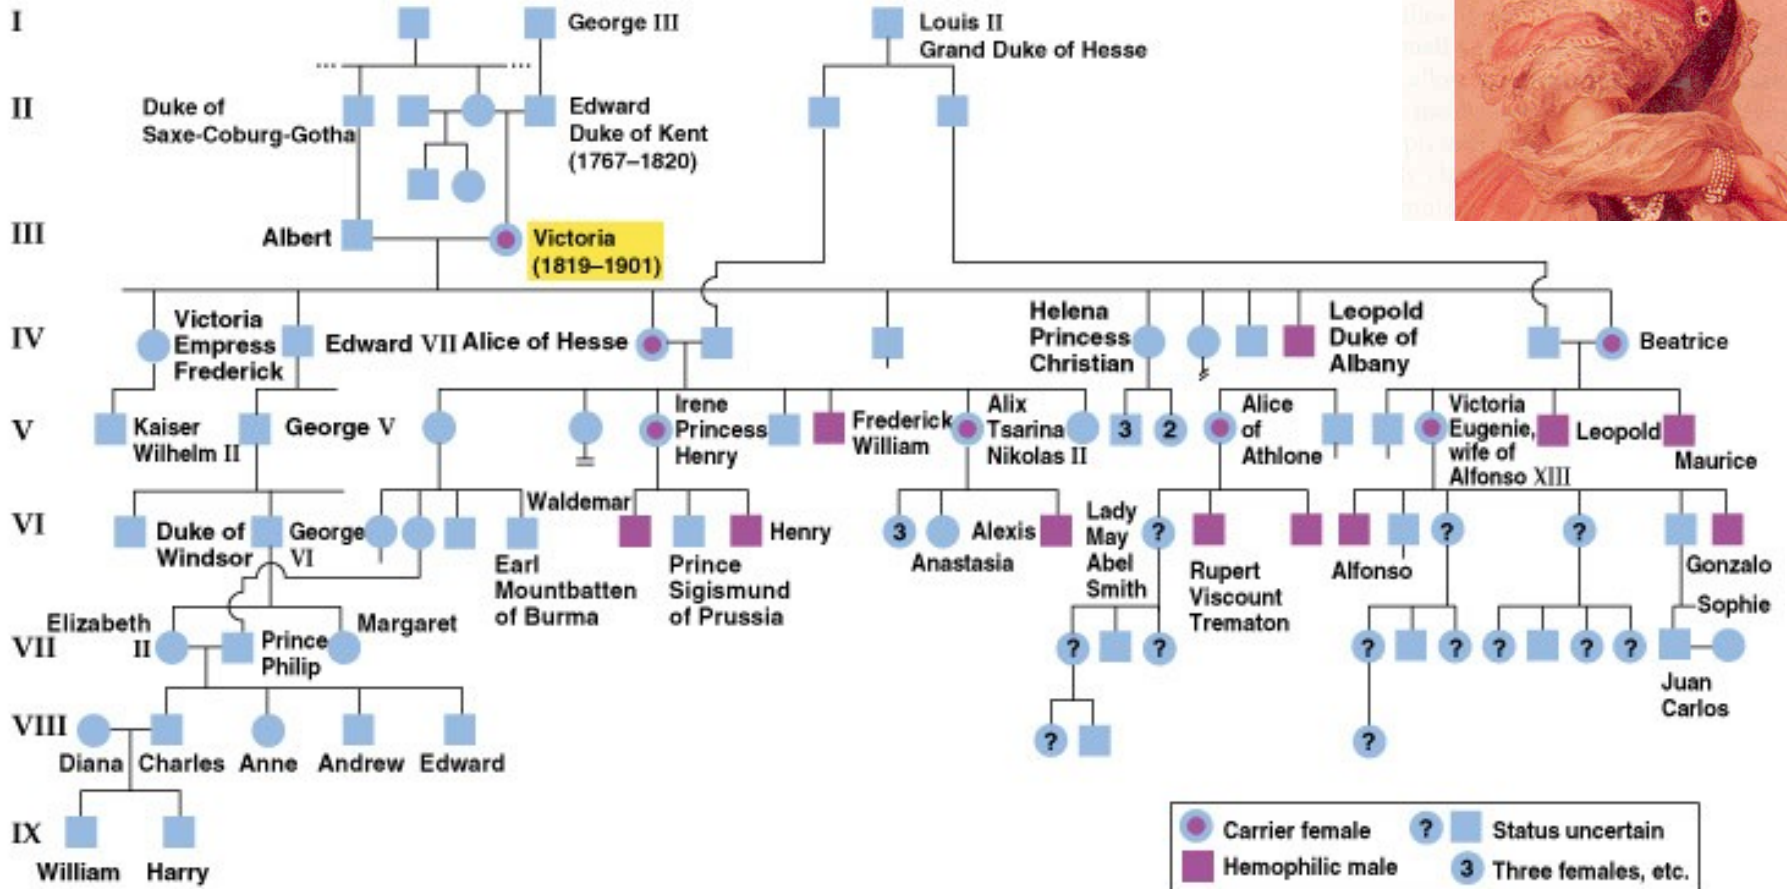 I
George III
Louis II
Grand Duke of Hesse
II
Duke of
Saxe-Coburg-Gotha
Edward
Duke of Kent
(1767–1820)
III
Albert
Victoria
(1819–1901)
IV
Victoria
Empress
Frederick
Edward VII
Alice of Hesse
Helena
Princess
Christian
Leopold
Duke of
Albany
Beatrice
V
Kaiser
Wilhelm II
George V
Irene
Princess
Henry
Frederick
William
Alix
Tsarina
Nikolas II
3
2
Alice
of
Athlone
Victoria
Eugenie,
wife of
Alfonso XIII
Leopold
Maurice
VI
Duke of
Windsor
George
VI
Earl
Mountbatten
of Burma
Waldemar
Prince
Sigismund
of Prussia
Henry
3
Anastasia
Alexis
Lady
May
Abel
Smith
?
Rupert
Viscount
Trematon
Alfonso
?
?
Gonzalo
VII
Elizabeth
II
Prince
Philip
Margaret
?
?
?
?
?
?
?
Sophie
Juan
Carlos
VIII
Diana
Charles
Anne
Andrew
Edward
?
?
IX
William
Harry
Carrier female
? Status uncertain
Hemophilic male
3 Three females, etc.